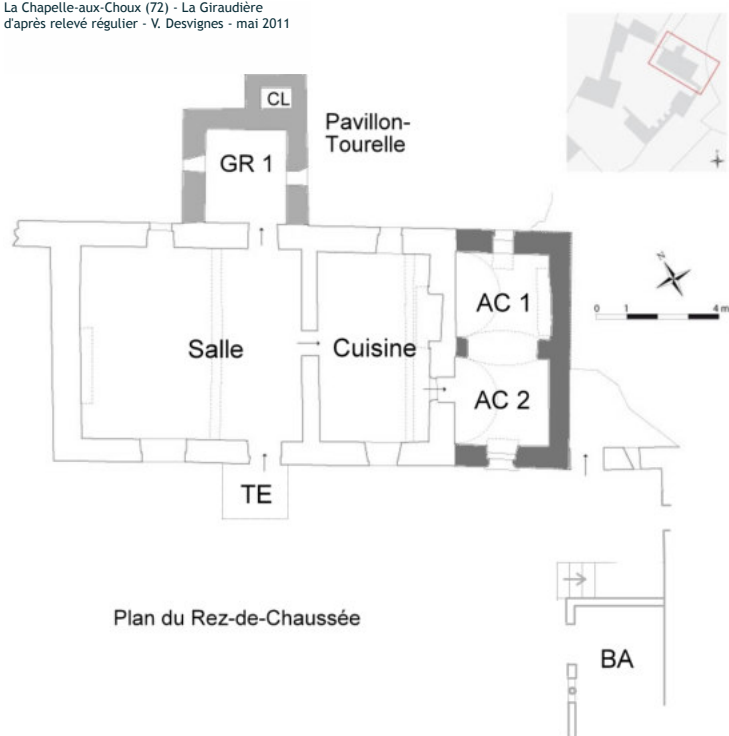 La Chapelle-aux-Choux (72) - La Giraudière
d'après relevé régulier - V. Desvignes - mai 2011
CL
Pavillon-
Tourelle
GR 1
N
0 1 4 m
AC 1
Salle
Cuisine
AC 2
TE
Plan du Rez-de-Chaussée
BA